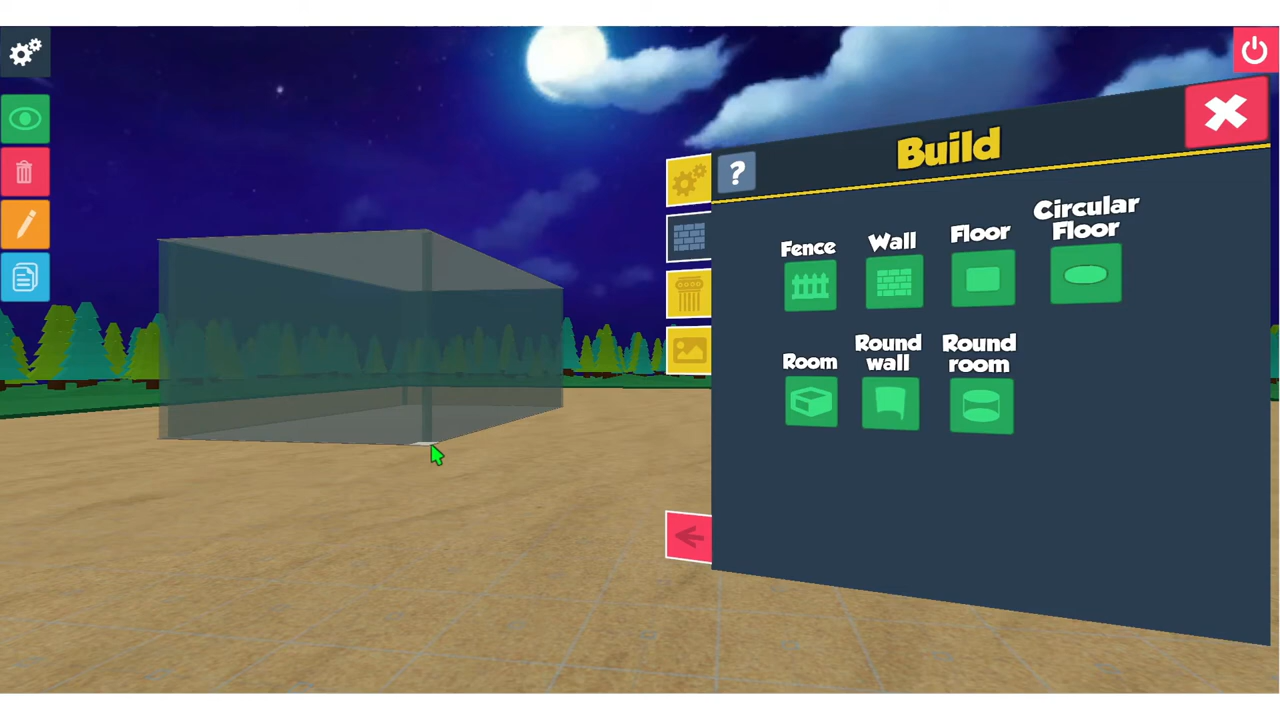 Build
?
Fence
Wall
Floor
Circular
Floor
Room
Round
wall
Round
room